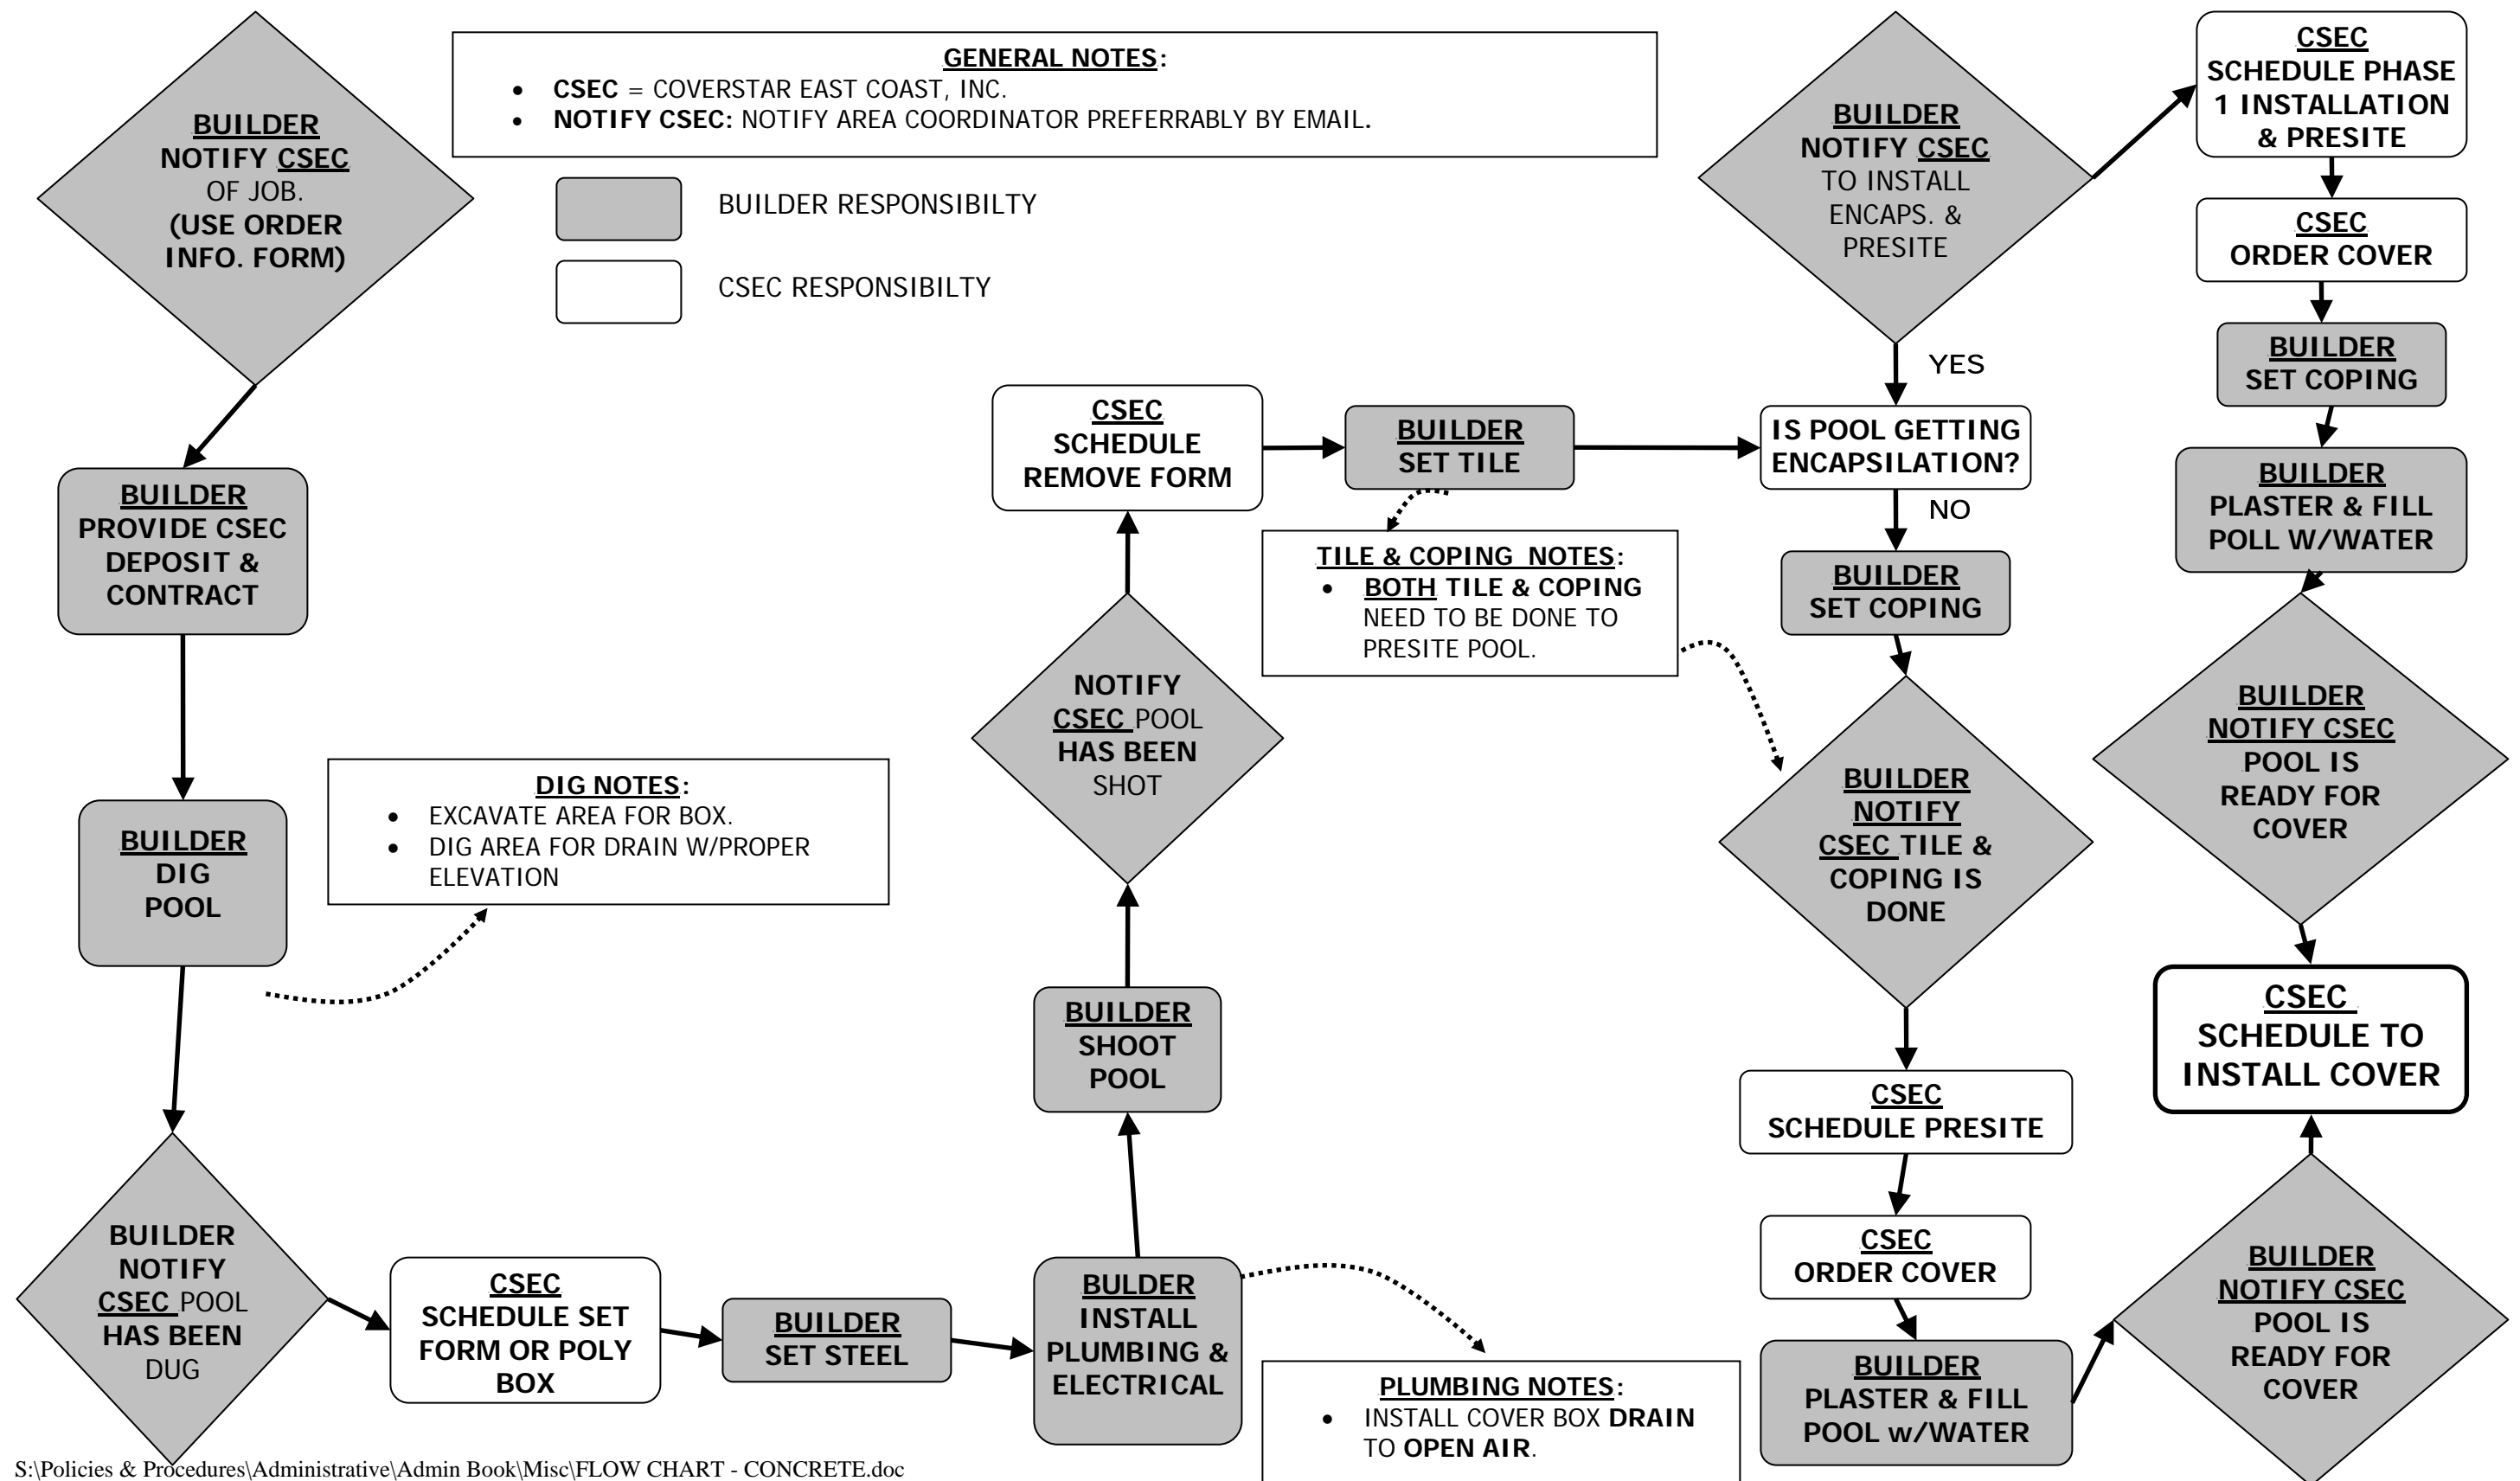 BUILDER
NOTIFY CSEC
OF JOB.
(USE ORDER
INFO. FORM)
GENERAL NOTES:
• CSEC = COVERSTAR EAST COAST, INC.
• NOTIFY CSEC: NOTIFY AREA COORDINATOR PREFERRABLY BY EMAIL.
BUILDER RESPONSIBILTY
CSEC RESPONSIBILTY
BUILDER
PROVIDE CSEC
DEPOSIT &
CONTRACT
BUILDER
DIG
POOL
DIG NOTES:
• EXCAVATE AREA FOR BOX.
• DIG AREA FOR DRAIN W/PROPER
ELEVATION
BUILDER
NOTIFY
CSEC POOL
HAS BEEN
DUG
CSEC
SCHEDULE SET
FORM OR POLY
BOX
BUILDER
SET STEEL
BULDER
INSTALL
PLUMBING &
ELECTRICAL
PLUMBING NOTES:
• INSTALL COVER BOX DRAIN
TO OPEN AIR.
BUILDER
SHOOT
POOL
NOTIFY
CSEC POOL
HAS BEEN
SHOT
CSEC
SCHEDULE
REMOVE FORM
BUILDER
SET TILE
TILE & COPING NOTES:
• BOTH TILE & COPING
NEED TO BE DONE TO
PRESITE POOL.
BUILDER
NOTIFY CSEC
TO INSTALL
ENCAPS. &
PRESITE
YES
IS POOL GETTING
ENCAPSILATION?
NO
BUILDER
SET COPING
BUILDER
NOTIFY
CSEC TILE &
COPING IS
DONE
CSEC
SCHEDULE PRESITE
CSEC
ORDER COVER
BUILDER
PLASTER & FILL
POOL w/WATER
CSEC
SCHEDULE PHASE
1 INSTALLATION
& PRESITE
CSEC
ORDER COVER
BUILDER
SET COPING
BUILDER
PLASTER & FILL
POLL W/WATER
BUILDER
NOTIFY CSEC
POOL IS
READY FOR
COVER
CSEC
SCHEDULE TO
INSTALL COVER
BUILDER
NOTIFY CSEC
POOL IS
READY FOR
COVER
S:\Policies & Procedures\Administrative\Admin Book\Misc\FLOW CHART - CONCRETE.doc